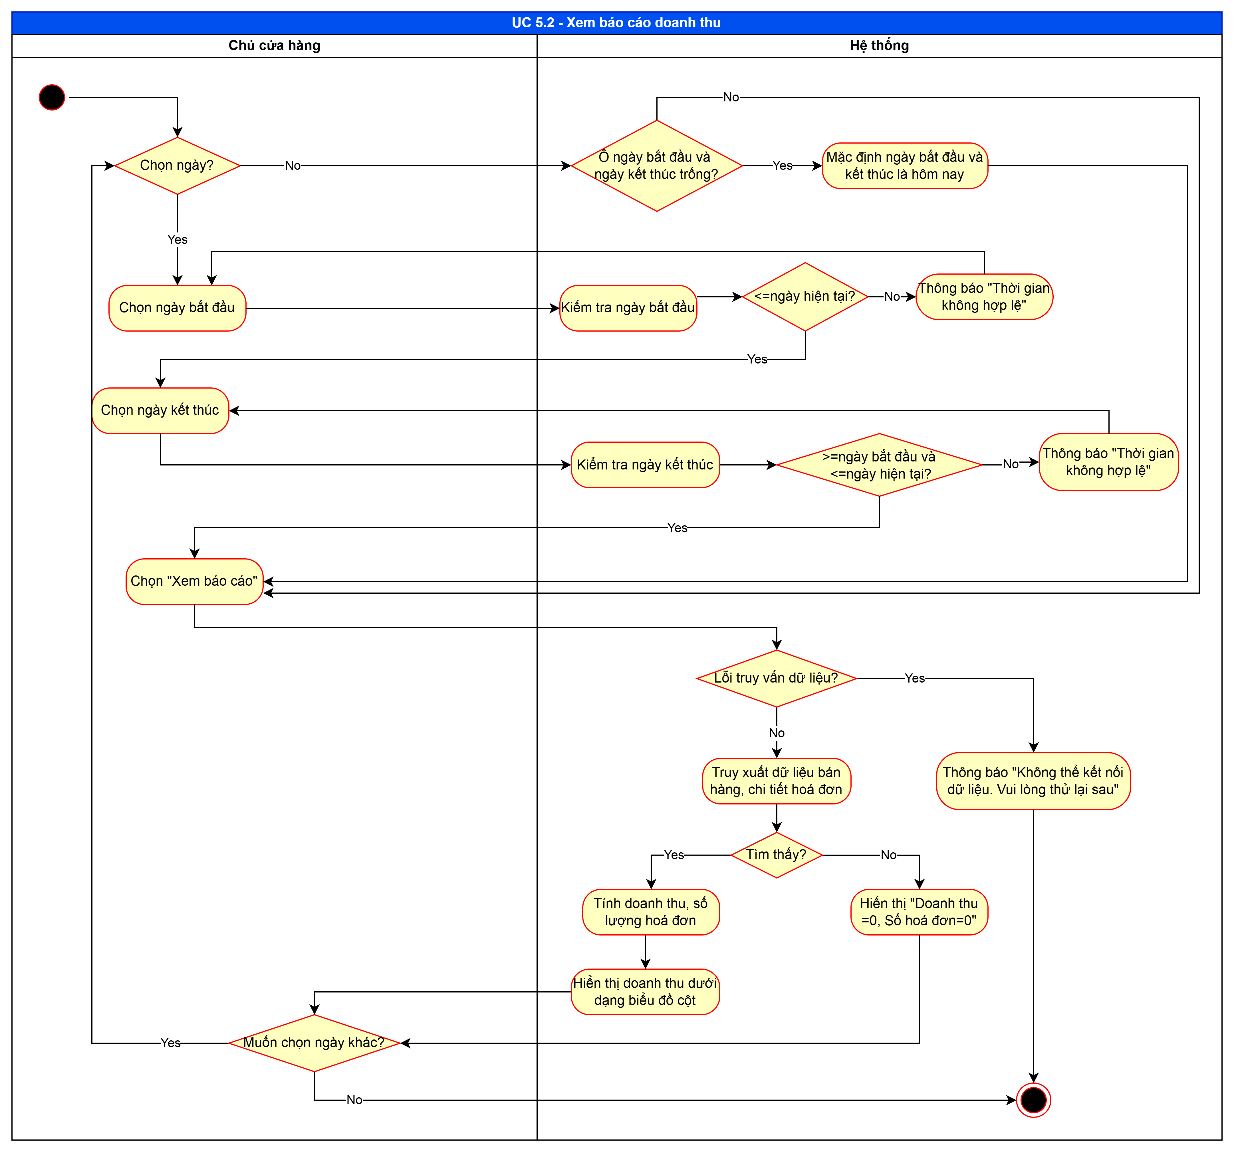 UC 5.2 - Xem báo cáo doanh thu
Chủ cửa hàng
Hệ thống
No
Chọn ngày?
No
Ô ngày bắt đầu và
ngày kết thúc trống?
Yes
Mặc định ngày bắt đầu và
kết thúc là hôm nay
Yes
Chọn ngày bắt đầu
Kiểm tra ngày bắt đầu
<=ngày hiện tại?
No
Thông báo "Thời gian
không hợp lệ"
Yes
Chọn ngày kết thúc
Kiểm tra ngày kết thúc
>=ngày bắt đầu và
<=ngày hiện tại?
No
Thông báo "Thời gian
không hợp lệ"
Yes
Chọn "Xem báo cáo"
Lỗi truy vấn dữ liệu?
Yes
No
Truy xuất dữ liệu bán
hàng, chi tiết hoá đơn
Thông báo "Không thể kết nối
dữ liệu. Vui lòng thử lại sau"
Yes
Tìm thấy?
No
Tính doanh thu, số
lượng hoá đơn
Hiển thị "Doanh thu
=0, Số hoá đơn=0"
Hiển thị doanh thu dưới
dạng biểu đồ cột
Yes
Muốn chọn ngày khác?
No